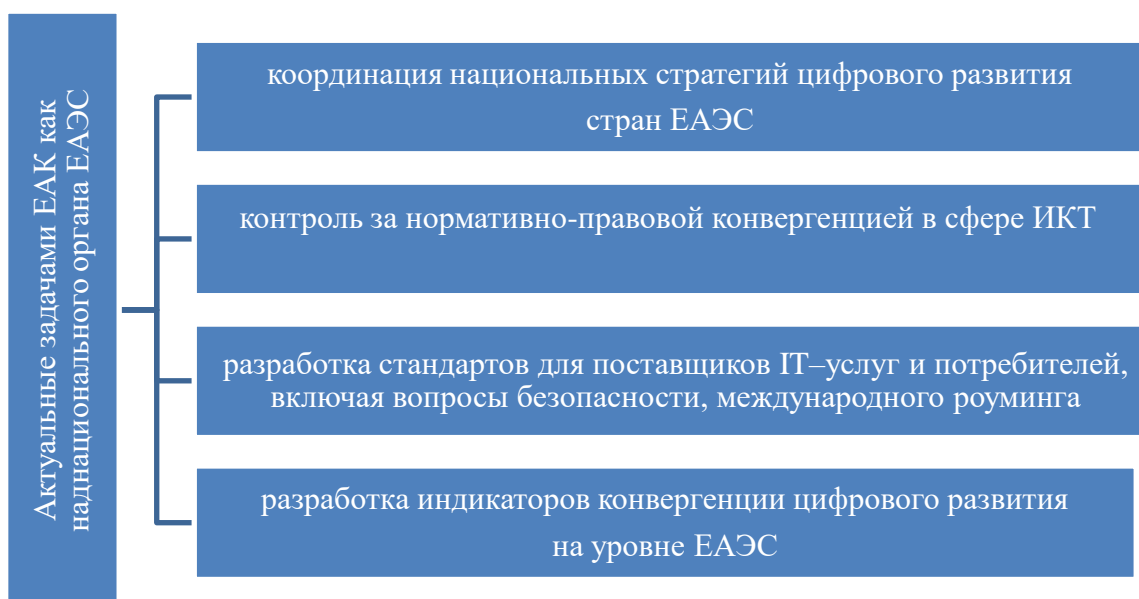 Актуальные задачами ЕАК как
наднационального органа ЕАЭС
координация национальных стратегий цифрового развития
стран ЕАЭС
контроль за нормативно-правовой конвергенцией в сфере ИКТ
разработка стандартов для поставщиков IT–услуг и потребителей,
включая вопросы безопасности, международного роуминга
разработка индикаторов конвергенции цифрового развития
на уровне ЕАЭС